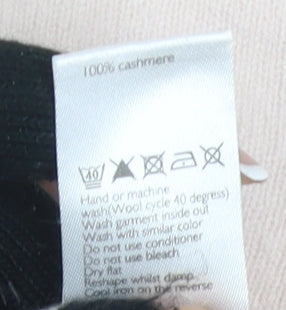 100% cashmere
40
Hand or machine
wash(Wool cycle 40 degress)
Wash garment inside out
Wash with similar color
Do not use conditioner
Do not use bleach
Dry flat
Reshape whilst damp
Cool iron on the reverse